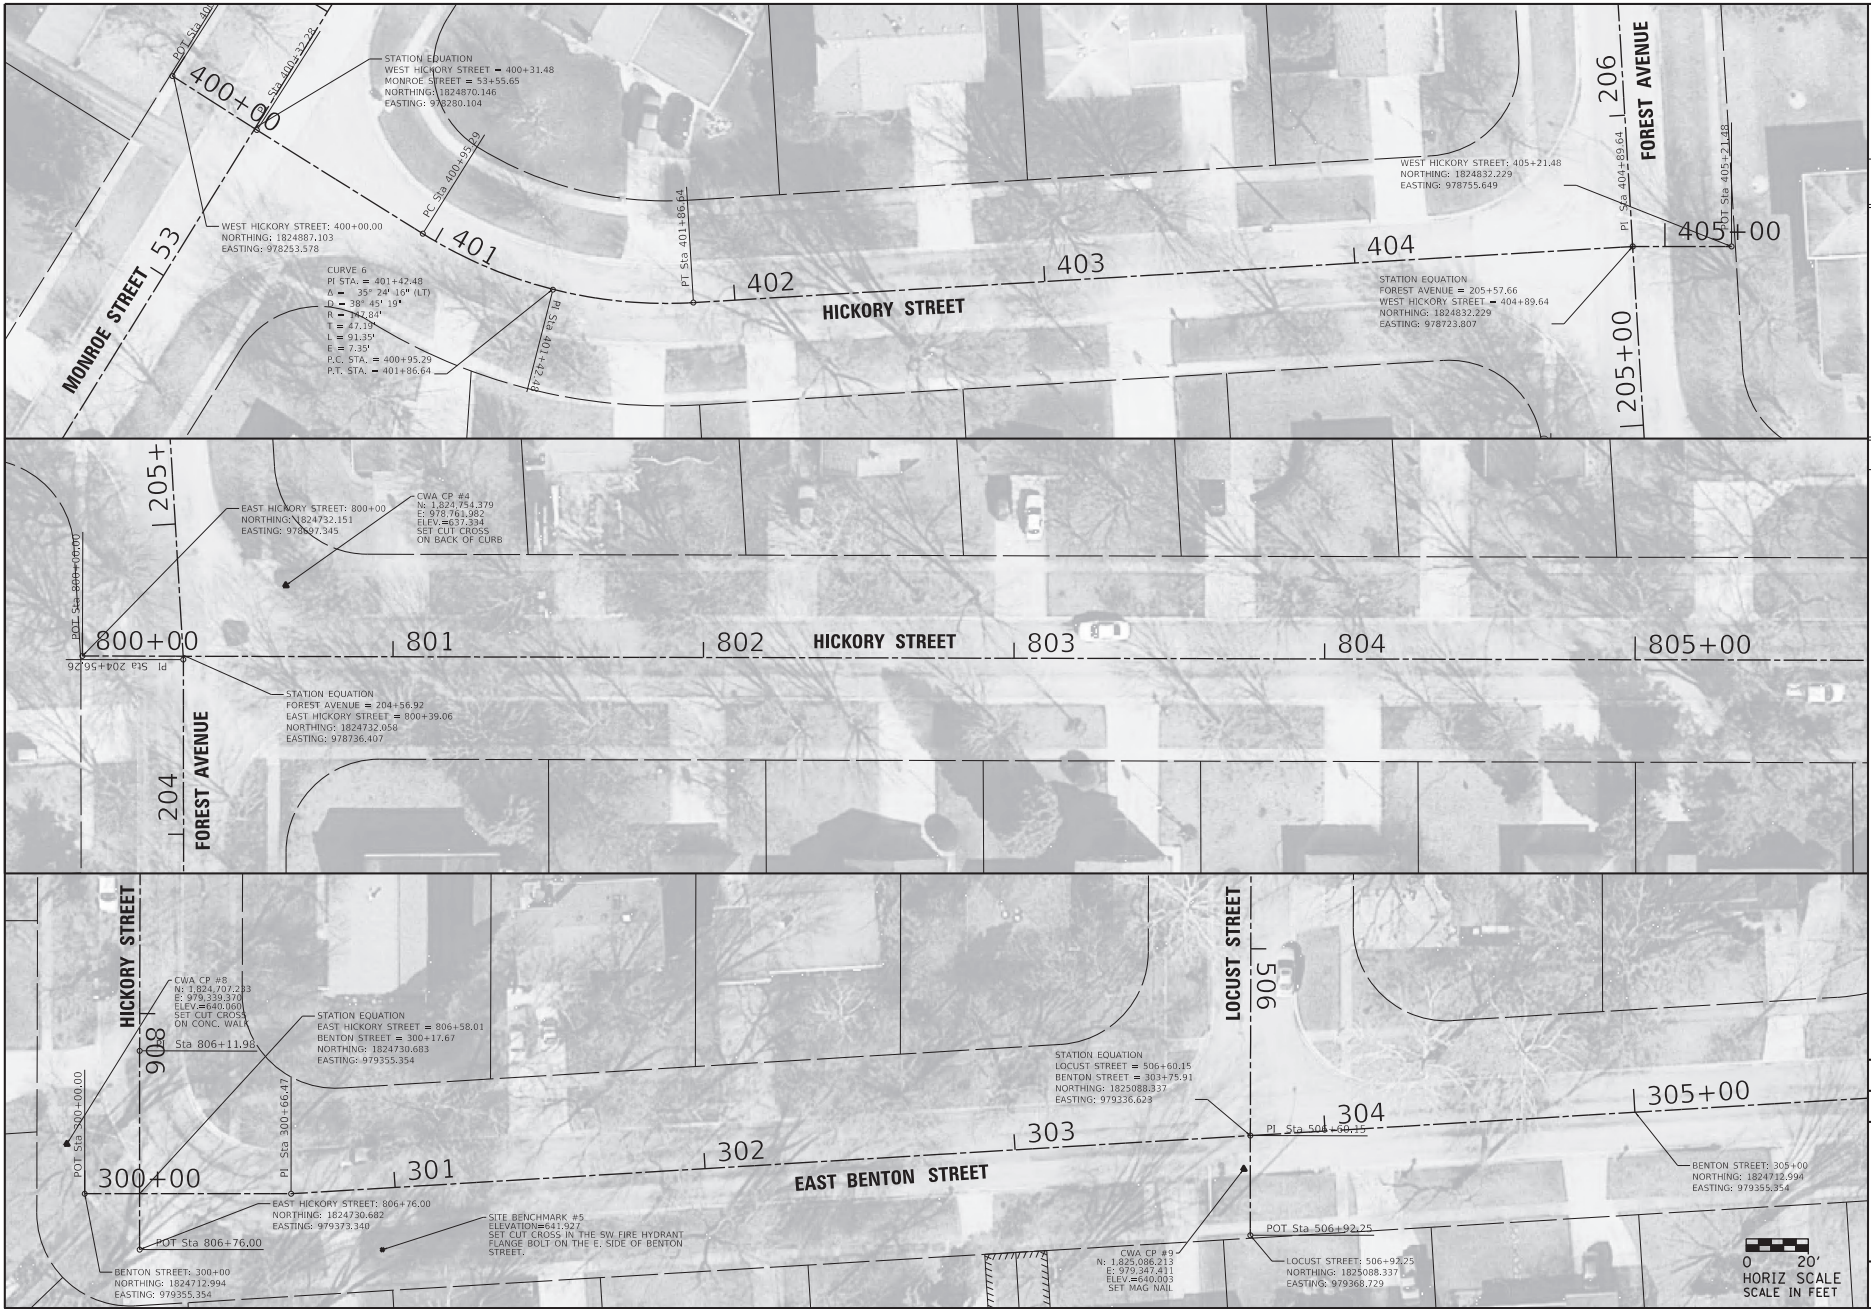 POT Sta 40
400+00
PI Sta 400+32.28
STATION EQUATION
WEST HICKORY STREET = 400+31.48
MONROE STREET = 53+55.65
NORTHING: 1824870.146
EASTING: 978280.104
PC Sta 400+95.29
WEST HICKORY STREET: 400+00.00
NORTHING: 1824887.103
EASTING: 978253.578
53
MONROE STREET
401
CURVE 6
PI STA. = 401+42.48
Δ = 35° 24' 16" (LT)
D = 38° 45' 19"
R = 147.84'
T = 47.19'
L = 91.35'
E = 7.35'
P.C. STA. = 400+95.29
P.T. STA. = 401+86.64
PI Sta 401+42.48
PT Sta 401+86.64
402
HICKORY STREET
403
404
206
FOREST AVENUE
WEST HICKORY STREET: 405+21.48
NORTHING: 1824832.229
EASTING: 978755.649
PI Sta 404+89.64
POT Sta 405+21.48
405+00
STATION EQUATION
FOREST AVENUE = 205+57.66
WEST HICKORY STREET = 404+89.64
NORTHING: 1824832.229
EASTING: 978723.807
205+00
205+
EAST HICKORY STREET: 800+00
NORTHING: 1824732.151
EASTING: 978697.345
CWA CP #4
N: 1,824,754.379
E: 978,761.982
ELEV.=637.334
SET CUT CROSS
ON BACK OF CURB
POT Sta 800+00.00
800+00
PI Sta 204+56.26
801
802
HICKORY STREET
803
804
805+00
STATION EQUATION
FOREST AVENUE = 204+56.92
EAST HICKORY STREET = 800+39.06
NORTHING: 1824732.058
EASTING: 978736.407
204
FOREST AVENUE
HICKORY STREET
CWA CP #8
N: 1,824,707.233
E: 979,339.370
ELEV.=640.060
SET CUT CROSS
ON CONC. WALK
806
Sta 806+11.98
STATION EQUATION
EAST HICKORY STREET = 806+58.01
BENTON STREET = 300+17.67
NORTHING: 1824730.683
EASTING: 979355.354
POT Sta 300+00.00
PI Sta 300+66.47
300+00
301
302
EAST BENTON STREET
303
304
305+00
LOCUST STREET
506
STATION EQUATION
LOCUST STREET = 506+60.15
BENTON STREET = 303+75.91
NORTHING: 1825088.337
EASTING: 979336.623
PI Sta 506+60.15
EAST HICKORY STREET: 806+76.00
NORTHING: 1824730.682
EASTING: 979373.340
POT Sta 806+76.00
BENTON STREET: 300+00
NORTHING: 1824712.994
EASTING: 979355.354
SITE BENCHMARK #5
ELEVATION=641.927
SET CUT CROSS IN THE SW FIRE HYDRANT
FLANGE BOLT ON THE E. SIDE OF BENTON
STREET.
CWA CP #9
N: 1,825,086.213
E: 979,347.411
ELEV.=640.003
SET MAG NAIL
POT Sta 506+92.25
LOCUST STREET: 506+92.25
NORTHING: 1825088.337
EASTING: 979368.729
BENTON STREET: 305+00
NORTHING: 1824712.994
EASTING: 979355.354
0 20'
HORIZ SCALE
SCALE IN FEET